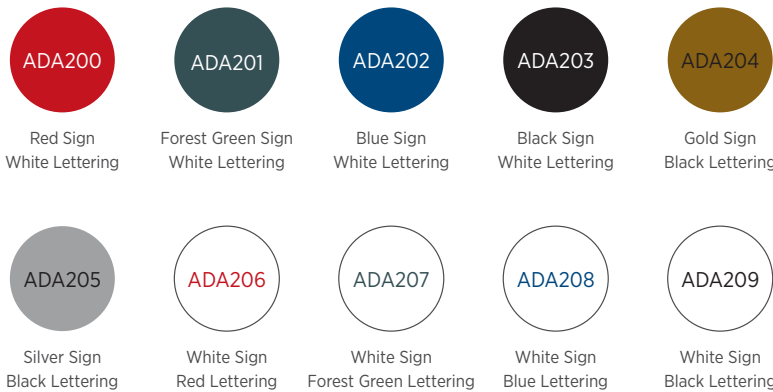 ADA200 ADA201 ADA202 ADA203 ADA204
Red Sign Forest Green Sign Blue Sign Black Sign Gold Sign
White Lettering White Lettering White Lettering White Lettering Black Lettering
ADA205 ADA206 ADA207 ADA208 ADA209
Silver Sign White Sign White Sign White Sign White Sign
Black Lettering Red Lettering Forest Green Lettering Blue Lettering Black Lettering